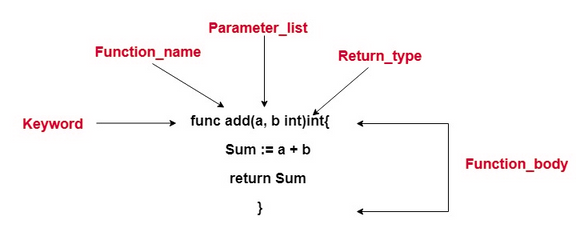 Parameter_list
Function_name
Return_type
Keyword
func add(a, b int)int{
Sum := a + b
return Sum
}
Function_body